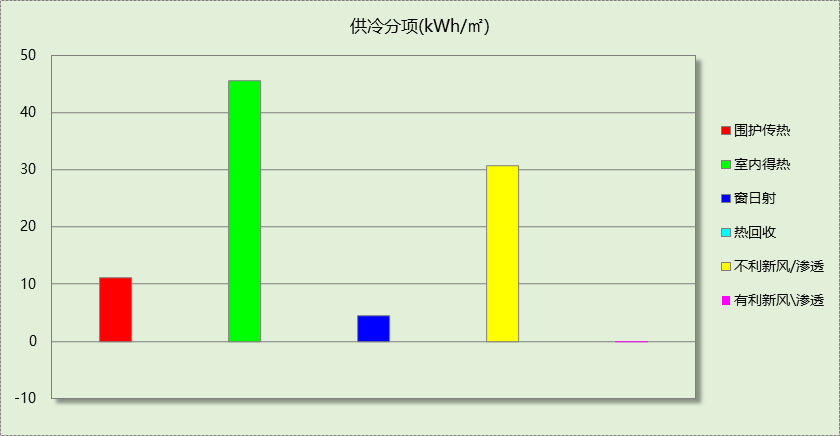 供冷分项(kWh/㎡)
50
40
30
20
10
0
-10
围护传热
室内得热
窗日射
热回收
不利新风/渗透
有利新风\渗透